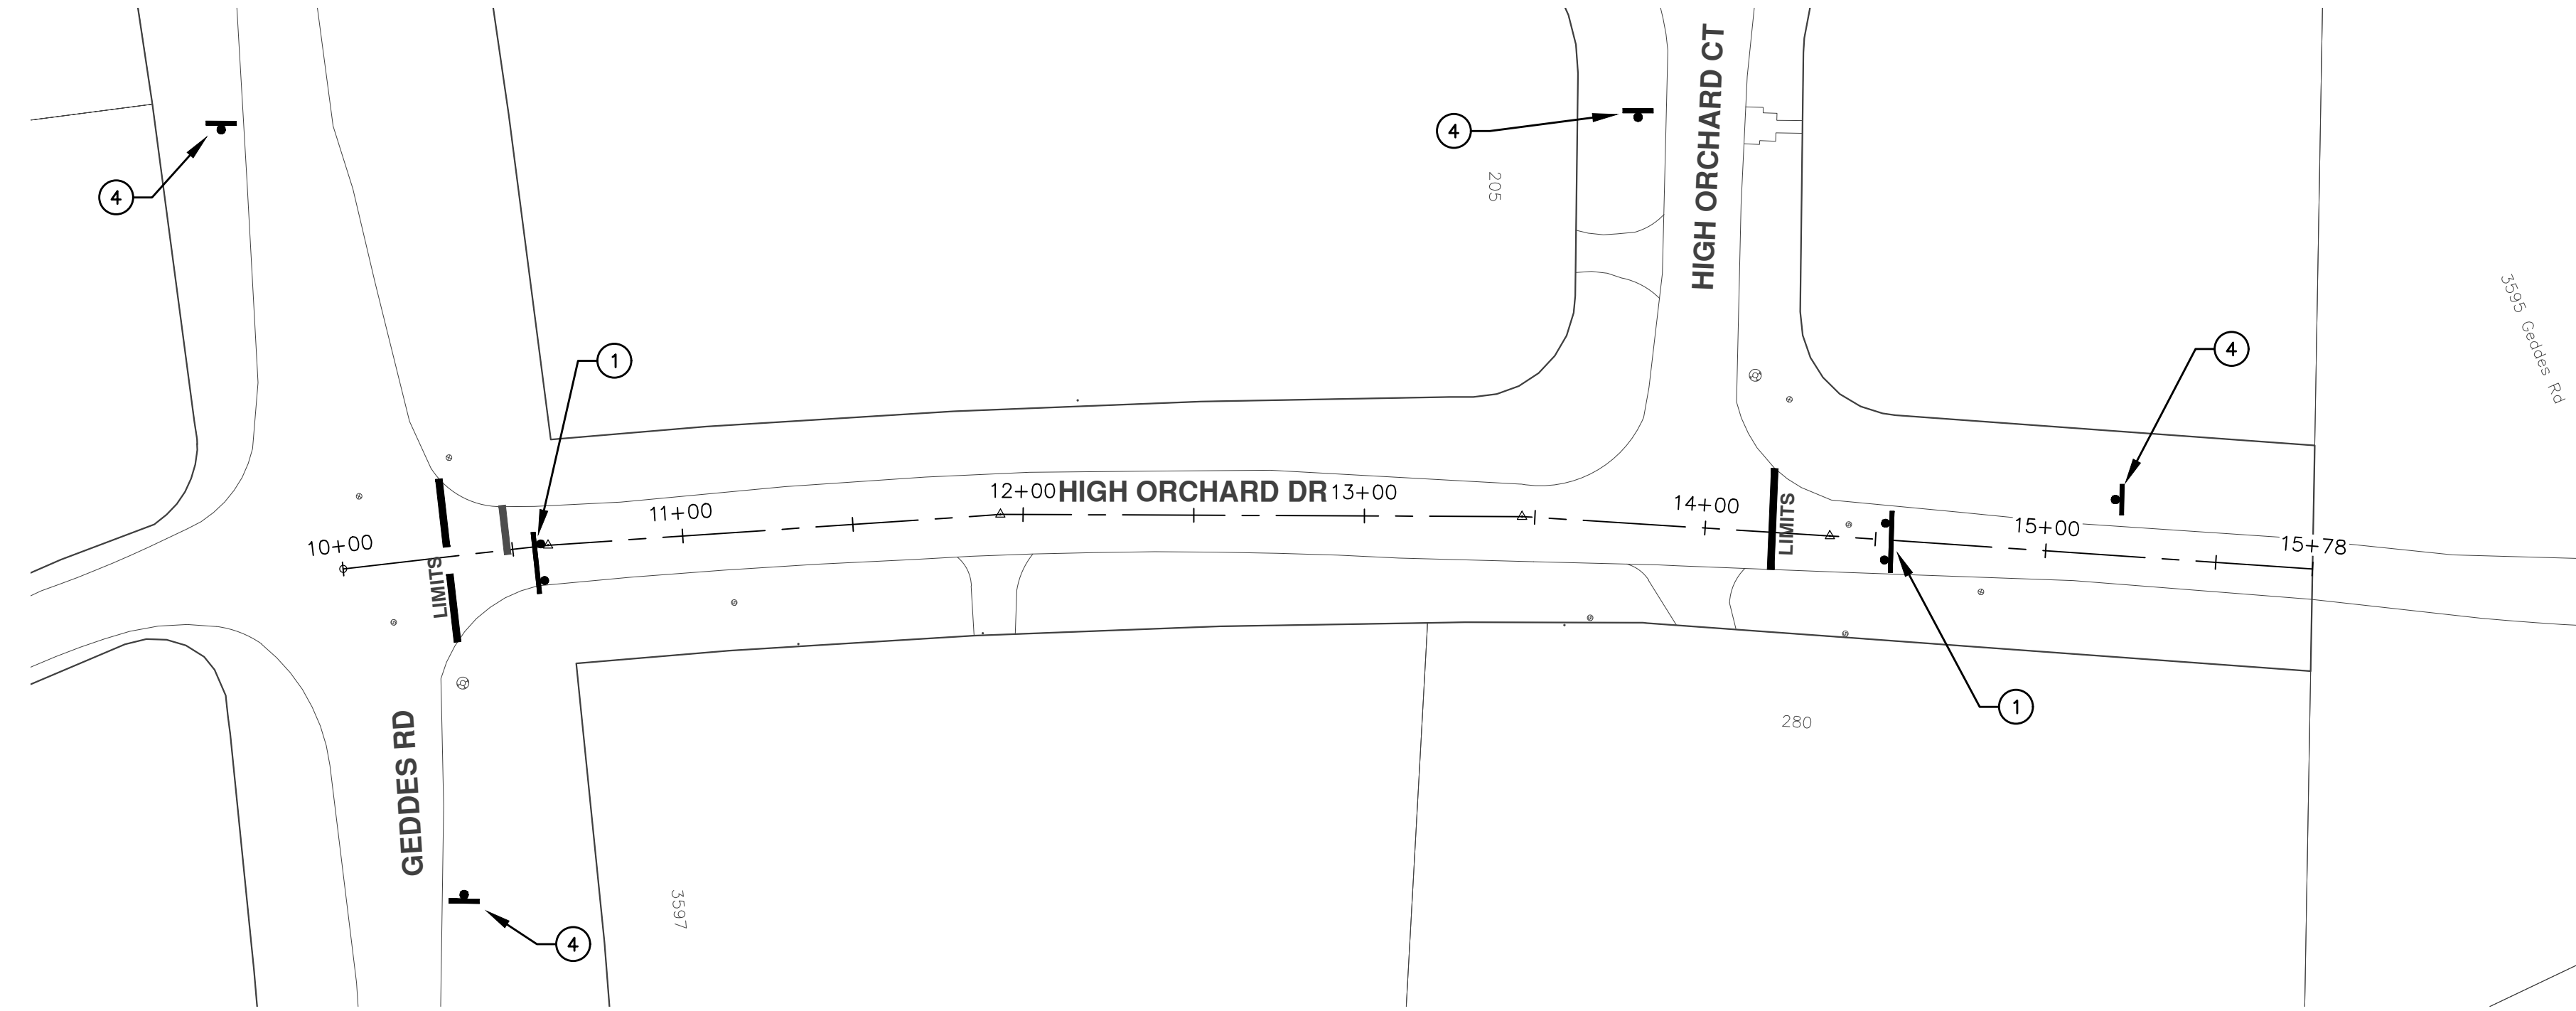 HIGH ORCHARD CT
4
4
205
4
3595 Geddes Rd
1
12+00
HIGH ORCHARD DR
13+00
11+00
14+00
10+00
LIMITS
15+00
15+78
LIMITS
1
280
GEDDES RD
3597
4